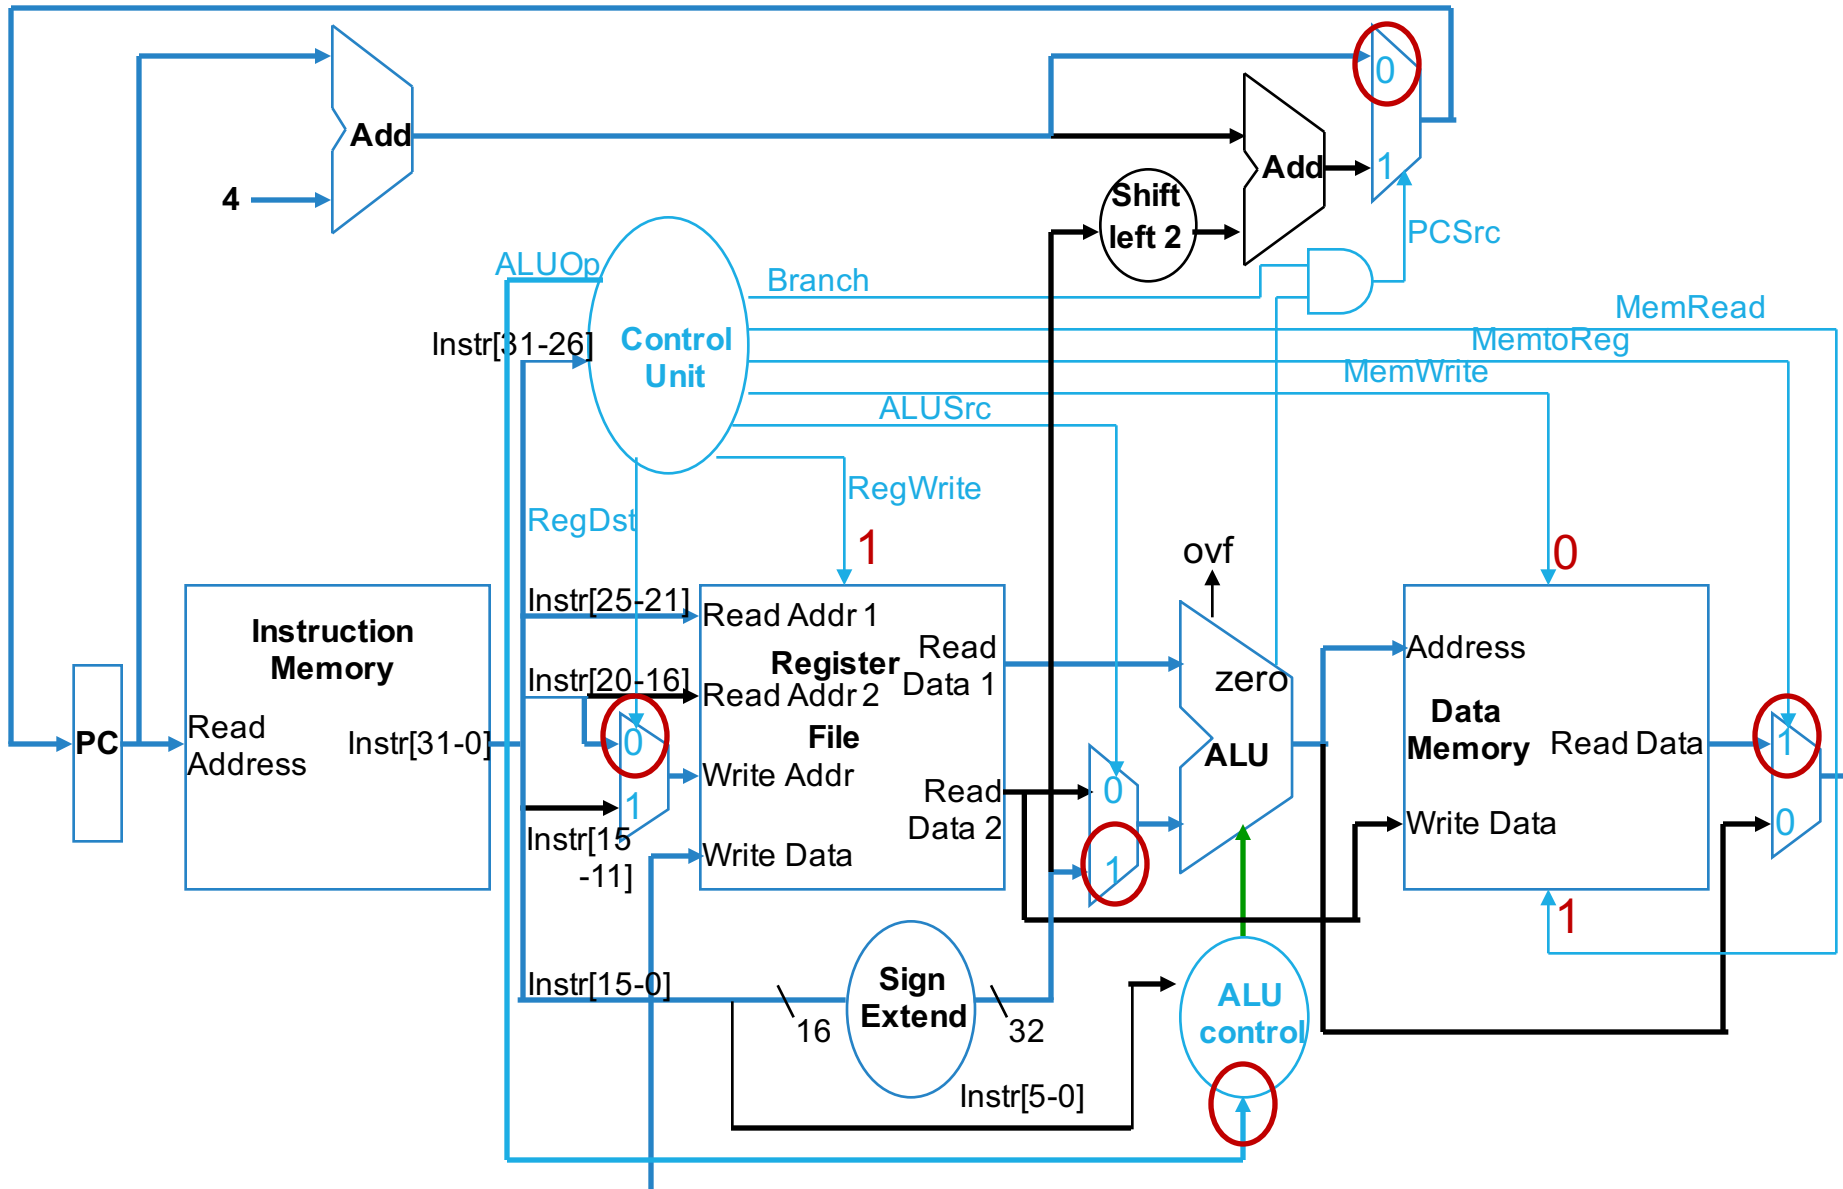 0
Add
Add
1
4
Shift
left 2
PCSrc
ALUOp
Branch
MemRead
Instr[31-26]
Control
Unit
MemtoReg
MemWrite
ALUSrc
RegWrite
RegDst
1
ovf
0
Instr[25-21]
Read Addr 1
Instruction
Memory
Register
Read
Data 1
Address
zero
Instr[20-16]
Read Addr 2
PC
Read
Address
Instr[31-0]
0
File
Data
Memory
Read Data
1
ALU
Write Addr
1
Read
Data 2
0
Write Data
0
Instr[15
-11]
Write Data
1
1
Instr[15-0]
Sign
Extend
16
32
ALU
control
Instr[5-0]